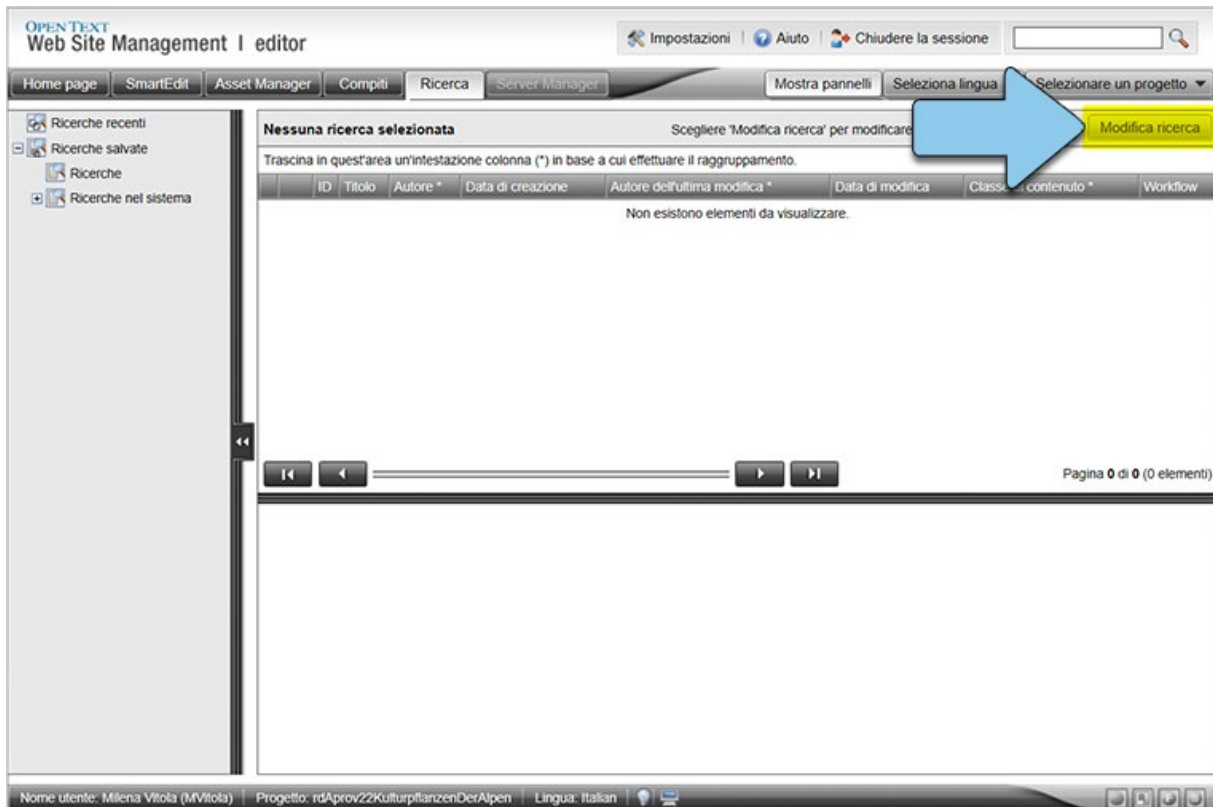 OPEN TEXT
Web Site Management | editor
Impostazioni | Aiuto | Chiudere la sessione
Home page SmartEdit Asset Manager Compiti Ricerca Server Manager Mostra pannelli Seleziona lingua Selezionare un progetto
Ricerche recenti
Ricerche salvate
Ricerche
Ricerche nel sistema
Nessuna ricerca selezionata Scegliere 'Modifica ricerca' per modificare Modifica ricerca
Trascina in quest'area un'intestazione colonna (*) in base a cui effettuare il raggruppamento.
ID Titolo Autore * Data di creazione Autore dell'ultima modifica * Data di modifica Classe contenuto * Workflow
Non esistono elementi da visualizzare.
Pagina 0 di 0 (0 elementi)
Nome utente: Milena Vitola (MVitola) Progetto: rdAprov22KulturpflanzenDerAlpen Lingua: Italian